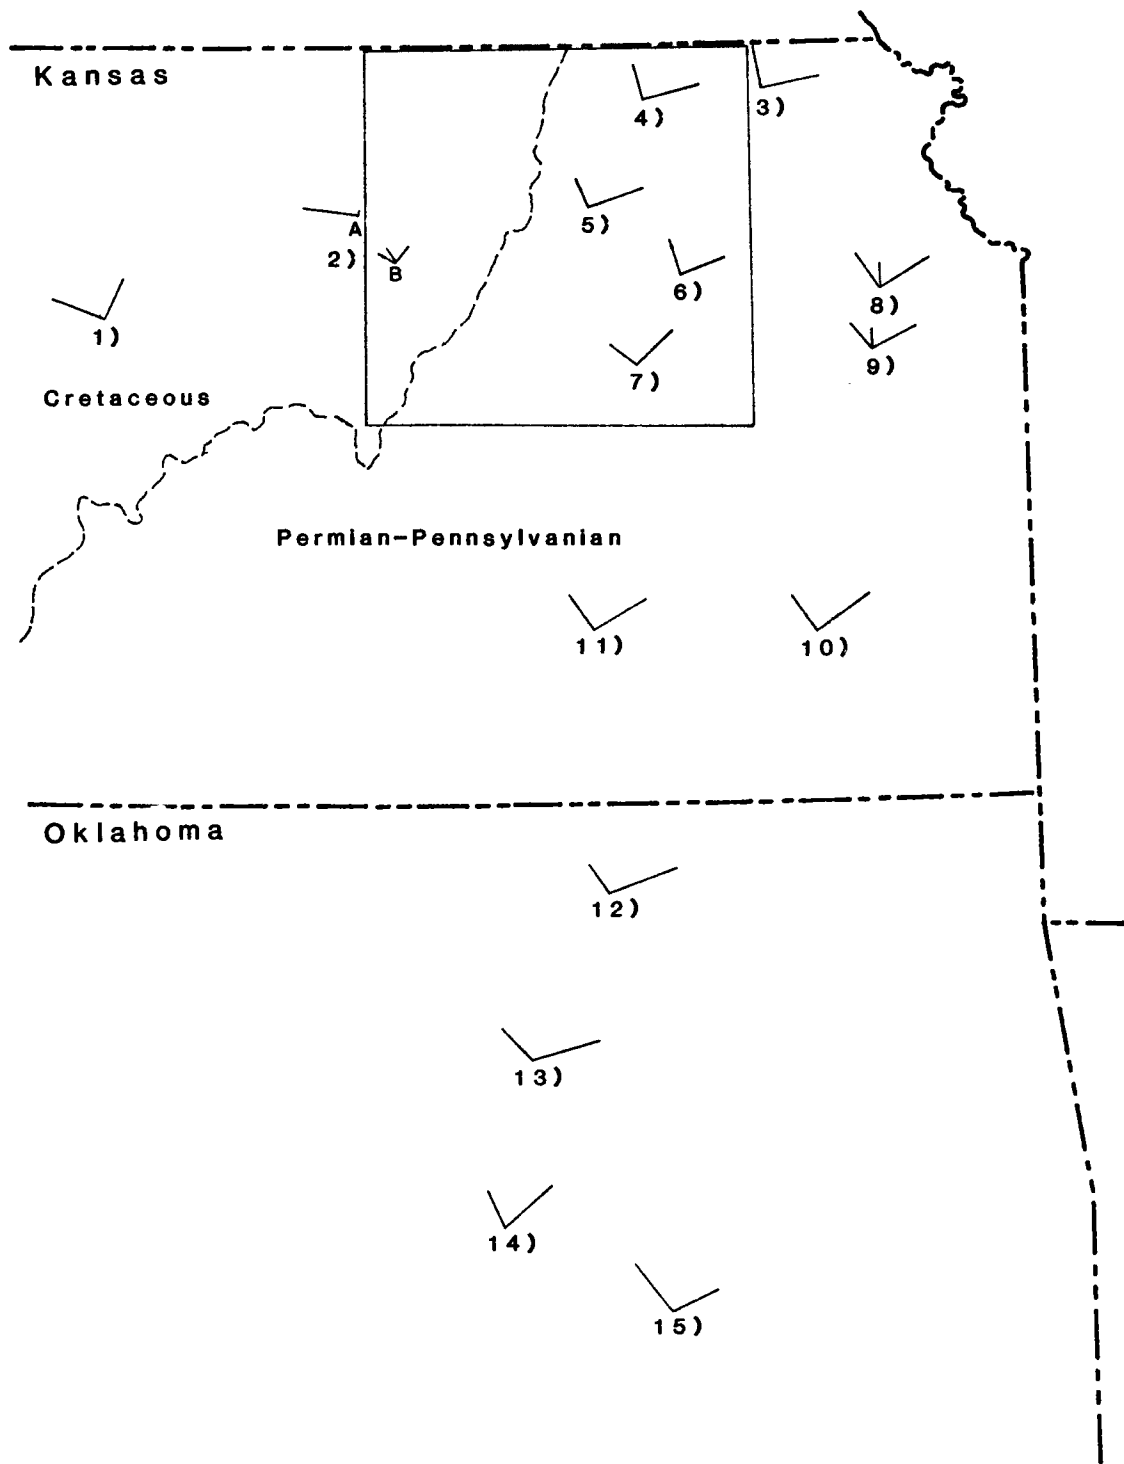 Kansas
4)
3)
5)
A
2)
B
6)
8)
1)
9)
7)
Cretaceous
Permian-Pennsylvanian
11)
10)
Oklahoma
12)
13)
14)
15)